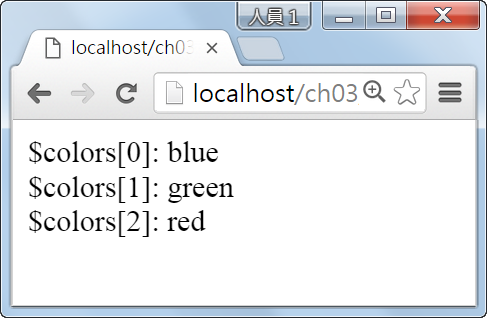 人員 1
localhost/ch03
localhost/ch03
$colors[0]: blue
$colors[1]: green
$colors[2]: red